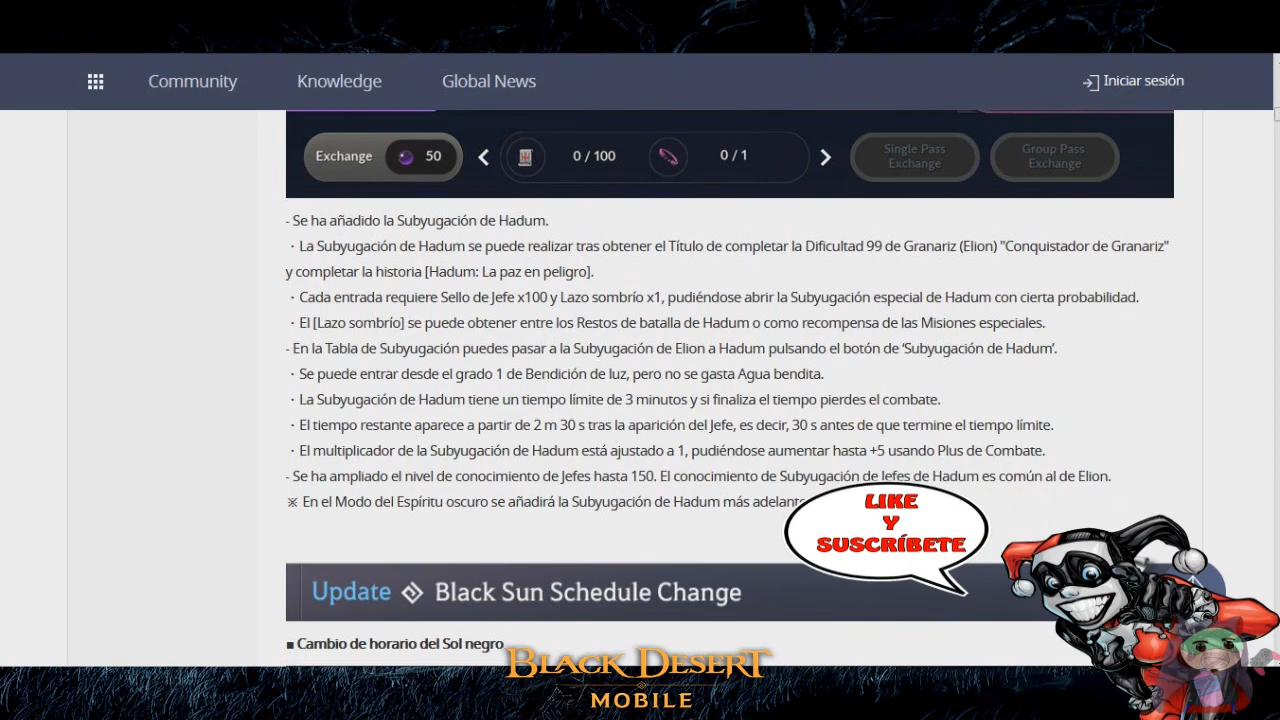 Community Knowledge Global News Iniciar sesión
Exchange 50 0 / 100 0 / 1 Single Pass Exchange Group Pass Exchange
- Se ha añadido la Subyugación de Hadum.
· La Subyugación de Hadum se puede realizar tras obtener el Título de completar la Dificultad 99 de Granariz (Elion) "Conquistador de Granariz"
y completar la historia [Hadum: La paz en peligro].
· Cada entrada requiere Sello de Jefe x100 y Lazo sombrío x1, pudiéndose abrir la Subyugación especial de Hadum con cierta probabilidad.
· El [Lazo sombrío] se puede obtener entre los Restos de batalla de Hadum o como recompensa de las Misiones especiales.
- En la Tabla de Subyugación puedes pasar a la Subyugación de Elion a Hadum pulsando el botón de ‘Subyugación de Hadum’.
· Se puede entrar desde el grado 1 de Bendición de luz, pero no se gasta Agua bendita.
· La Subyugación de Hadum tiene un tiempo límite de 3 minutos y si finaliza el tiempo pierdes el combate.
· El tiempo restante aparece a partir de 2 m 30 s tras la aparición del Jefe, es decir, 30 s antes de que termine el tiempo límite.
· El multiplicador de la Subyugación de Hadum está ajustado a 1, pudiéndose aumentar hasta +5 usando Plus de Combate.
- Se ha ampliado el nivel de conocimiento de Jefes hasta 150. El conocimiento de Subyugación de Jefes de Hadum es común al de Elion.
※ En el Modo del Espíritu oscuro se añadirá la Subyugación de Hadum más adelante
LIKE
Y
SUSCRÍBETE
Update Black Sun Schedule Change
■ Cambio de horario del Sol negro
BLACK DESERT
MOBILE